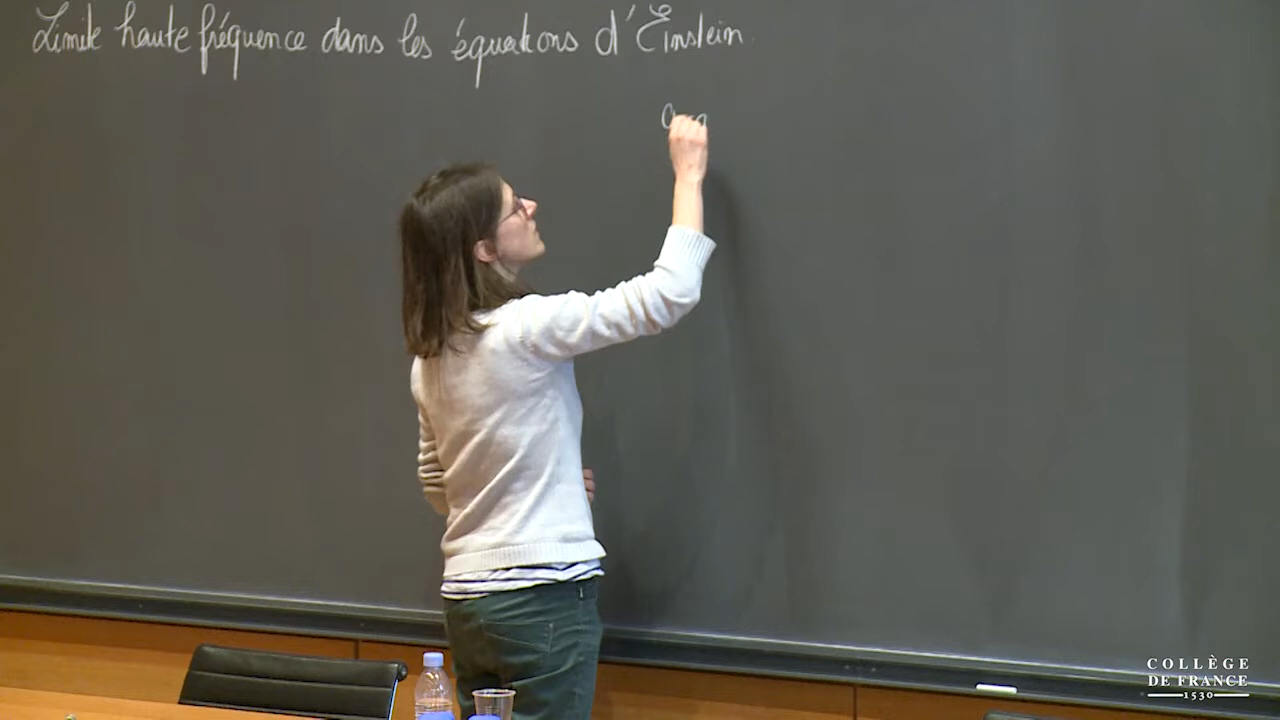 Limite haute fréquence dans les équations d'Einstein
COLLÈGE
DE FRANCE
1530